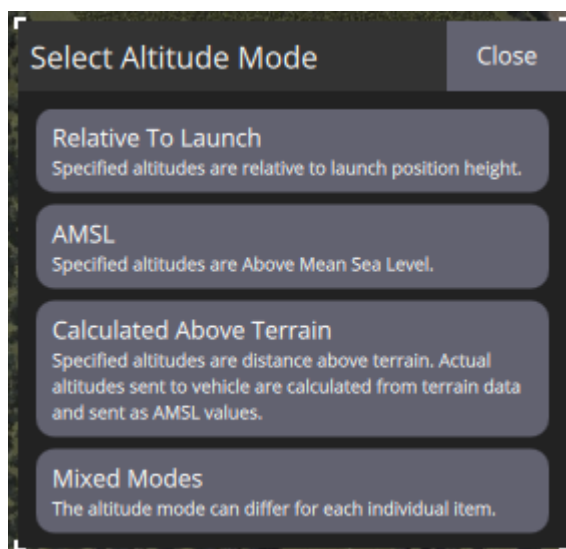 Select Altitude Mode
Close
Relative To Launch
Specified altitudes are relative to launch position height.
AMSL
Specified altitudes are Above Mean Sea Level.
Calculated Above Terrain
Specified altitudes are distance above terrain. Actual
altitudes sent to vehicle are calculated from terrain data
and sent as AMSL values.
Mixed Modes
The altitude mode can differ for each individual item.